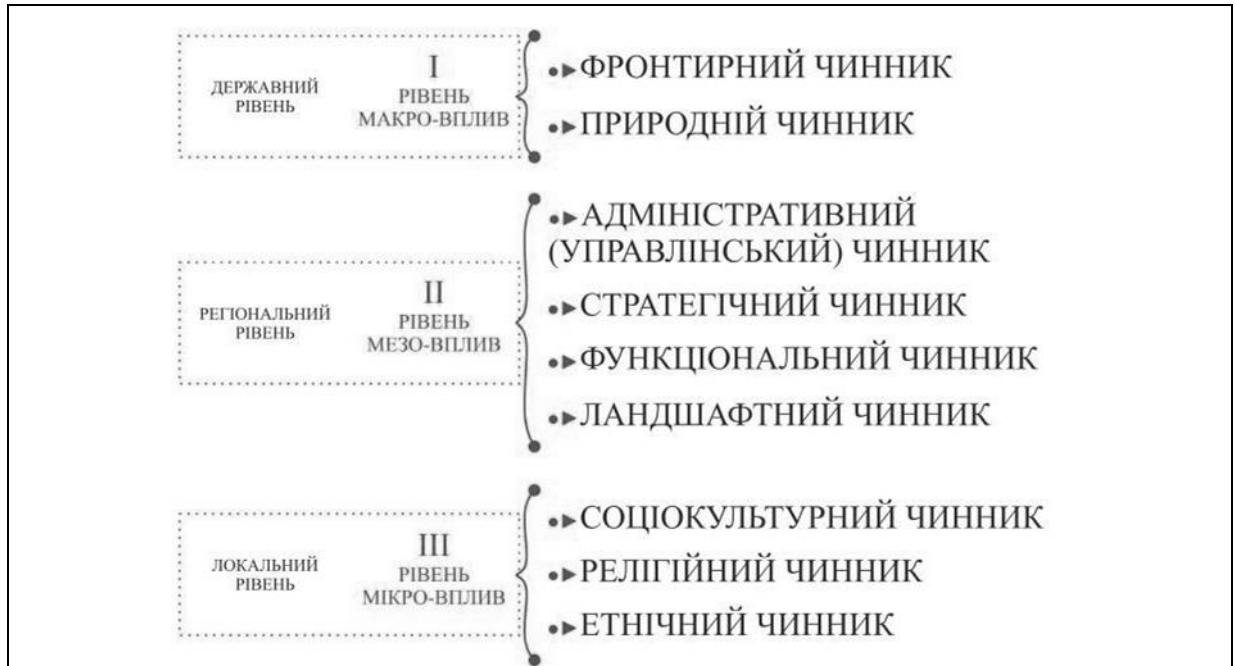 ДЕРЖАВНИЙ
РІВЕНЬ
I
РІВЕНЬ
МАКРО-ВПЛИВ
ФРОНТИРНИЙ ЧИННИК
ПРИРОДНІЙ ЧИННИК
РЕГІОНАЛЬНИЙ
РІВЕНЬ
II
РІВЕНЬ
МЕЗО-ВПЛИВ
АДМІНІСТРАТИВНИЙ
(УПРАВЛІНСЬКИЙ) ЧИННИК
СТРАТЕГІЧНИЙ ЧИННИК
ФУНКЦІОНАЛЬНИЙ ЧИННИК
ЛАНДШАФТНИЙ ЧИННИК
ЛОКАЛЬНИЙ
РІВЕНЬ
III
РІВЕНЬ
МІКРО-ВПЛИВ
СОЦІОКУЛЬТУРНИЙ ЧИННИК
РЕЛІГІЙНИЙ ЧИННИК
ЕТНІЧНИЙ ЧИННИК